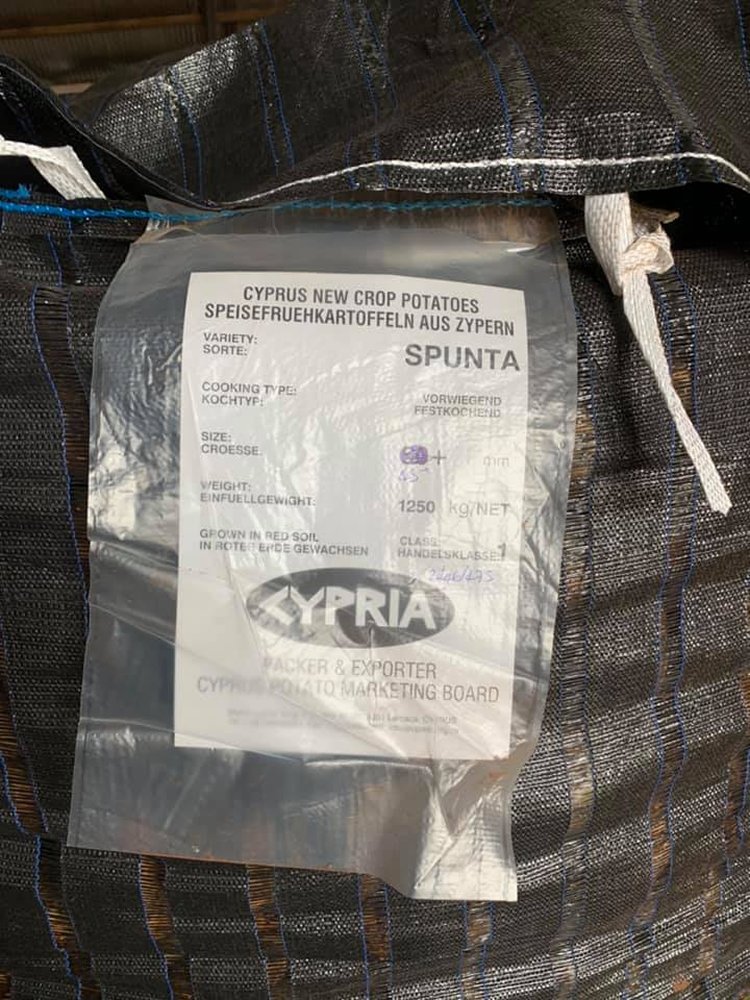 CYPRUS NEW CROP POTATOES
SPEISEFRUEHKARTOFFELN AUS ZYPERN
VARIETY:
SORTE:
SPUNTA
COOKING TYPE:
KOCHTYP:
VORWIEGEND
FESTKOCHEND
SIZE:
CROESSE.
+ mm
45
WEIGHT:
EINFUELLGEWIGHT:
1250 kg/NET
GROWN IN RED SOIL
IN ROTER ERDE GEWACHSEN
CLASS:
HANDELSKLASSE:
1
CYPRIA
PACKER & EXPORTER
CYPRUS POTATO MARKETING BOARD